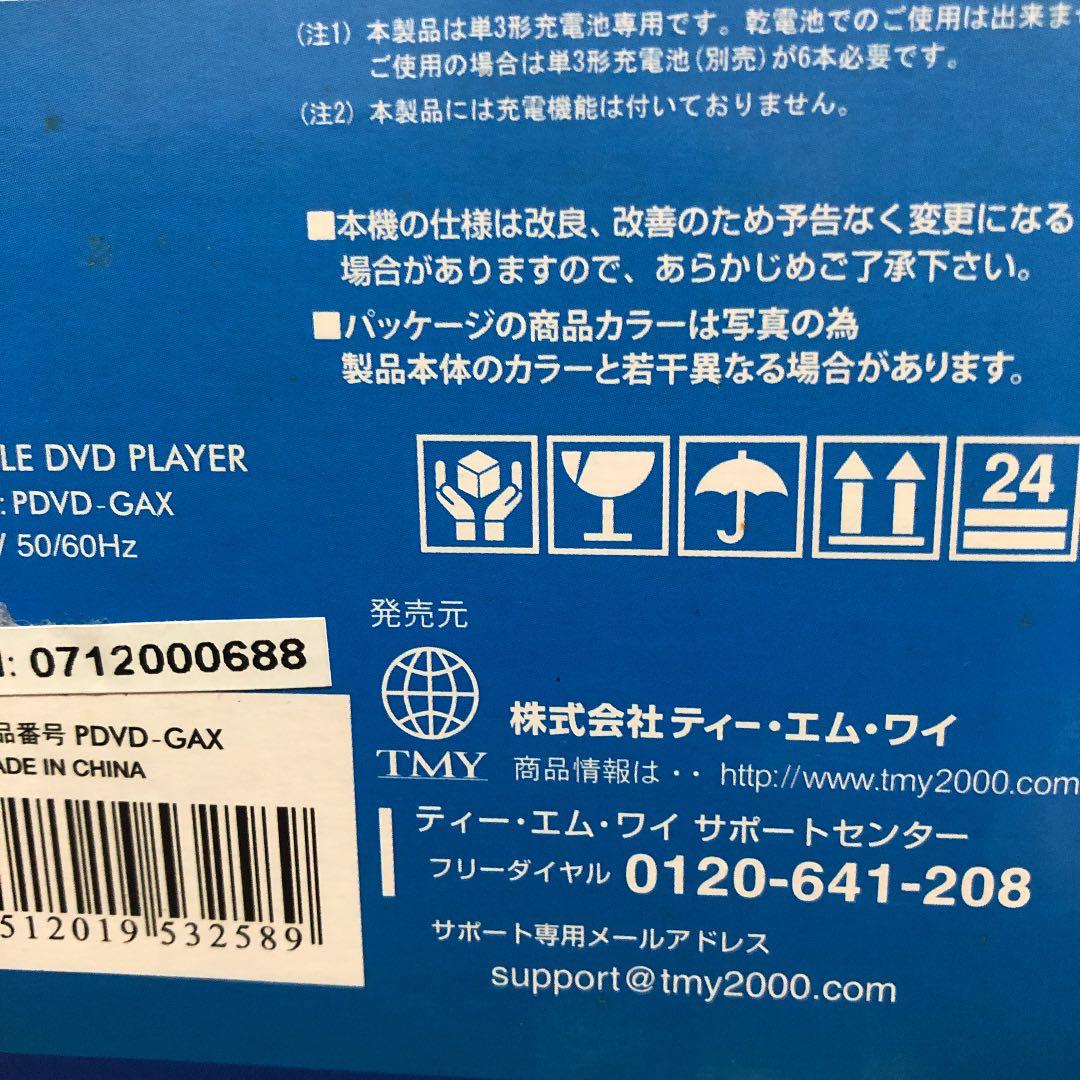 (注1) 本製品は単3形充電池専用です。乾電池でのご使用は出来ま
ご使用の場合は単3形充電池(別売)が6本必要です。
(注2) 本製品には充電機能は付いておりません。
■本機の仕様は改良、改善のため予告なく変更になる
場合がありますので、あらかじめご了承下さい。
■パッケージの商品カラーは写真の為
製品本体のカラーと若干異なる場合があります。
LE DVD PLAYER
: PDVD-GAX
/ 50/60Hz
24
発売元
: 0712000688
品番号 PDVD-GAX
ADE IN CHINA
512019 532589
TMY
株式会社 ティー・エム・ワイ
商品情報は・・ http://www.tmy2000.com
ティー・エム・ワイ サポートセンター
フリーダイヤル 0120-641-208
サポート専用メールアドレス
support@tmy2000.com